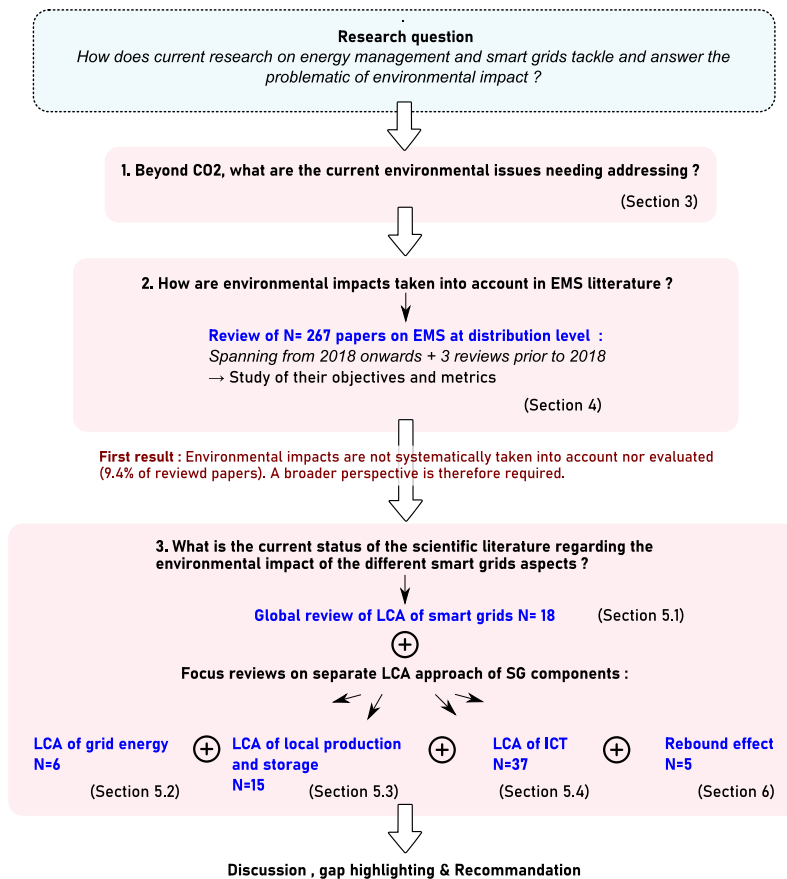 Research question
How does current research on energy management and smart grids tackle and answer the
problematic of environmental impact ?
1. Beyond CO2, what are the current environmental issues needing addressing ?
(Section 3)
2. How are environmental impacts taken into account in EMS litterature ?
Review of N= 267 papers on EMS at distribution level :
Spanning from 2018 onwards + 3 reviews prior to 2018
→ Study of their objectives and metrics
(Section 4)
First result : Environmental impacts are not systematically taken into account nor evaluated
(9.4% of reviewd papers). A broader perspective is therefore required.
3. What is the current status of the scientific literature regarding the
environmental impact of the different smart grids aspects ?
Global review of LCA of smart grids N= 18 (Section 5.1)
Focus reviews on separate LCA approach of SG components :
LCA of grid energy
N=6
(Section 5.2)
LCA of local production
and storage
N=15
(Section 5.3)
LCA of ICT
N=37
(Section 5.4)
Rebound effect
N=5
(Section 6)
Discussion , gap highlighting & Recommandation